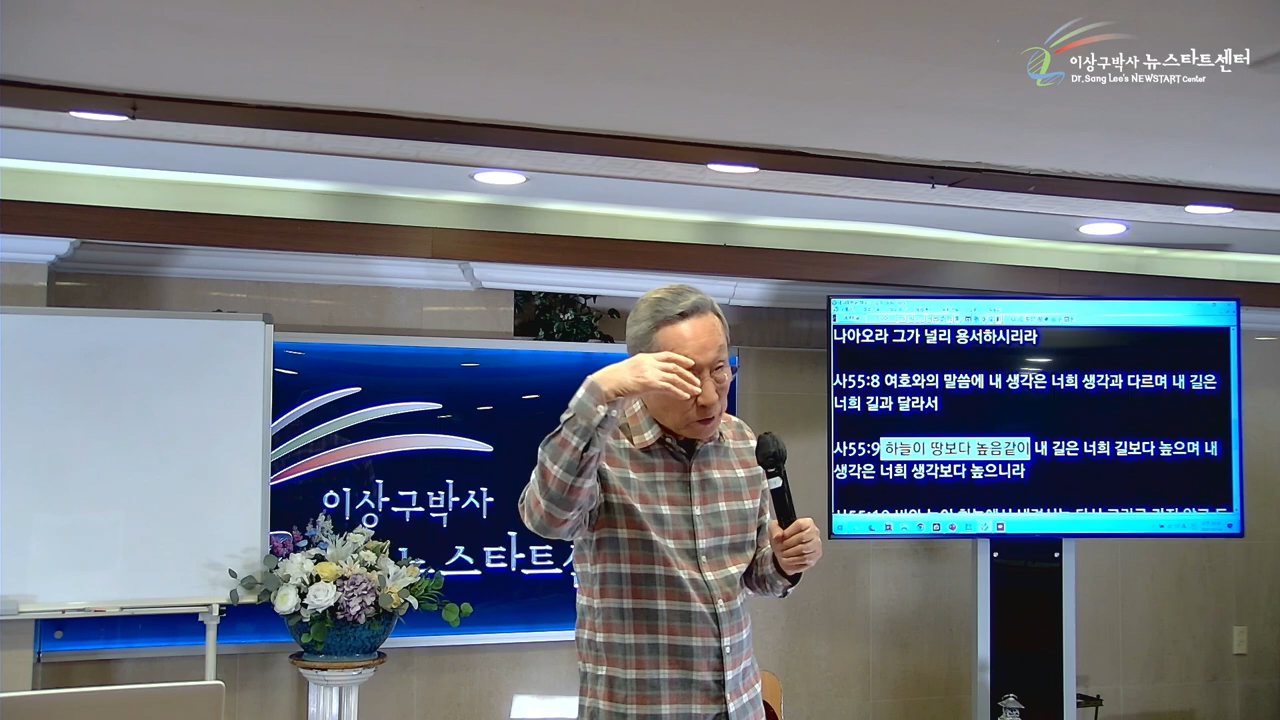 이상구박사 뉴스타트센터
Dr. Sang Lee's NEWSTART Center
나아오라 그가 널리 용서하시리라
사55:8 여호와의 말씀에 내 생각은 너희 생각과 다르며 내 길은
너희 길과 달라서
사55:9 하늘이 땅보다 높음같이 내 길은 너희 길보다 높으며 내
생각은 너희 생각보다 높으니라
이상구박사
뉴스타트